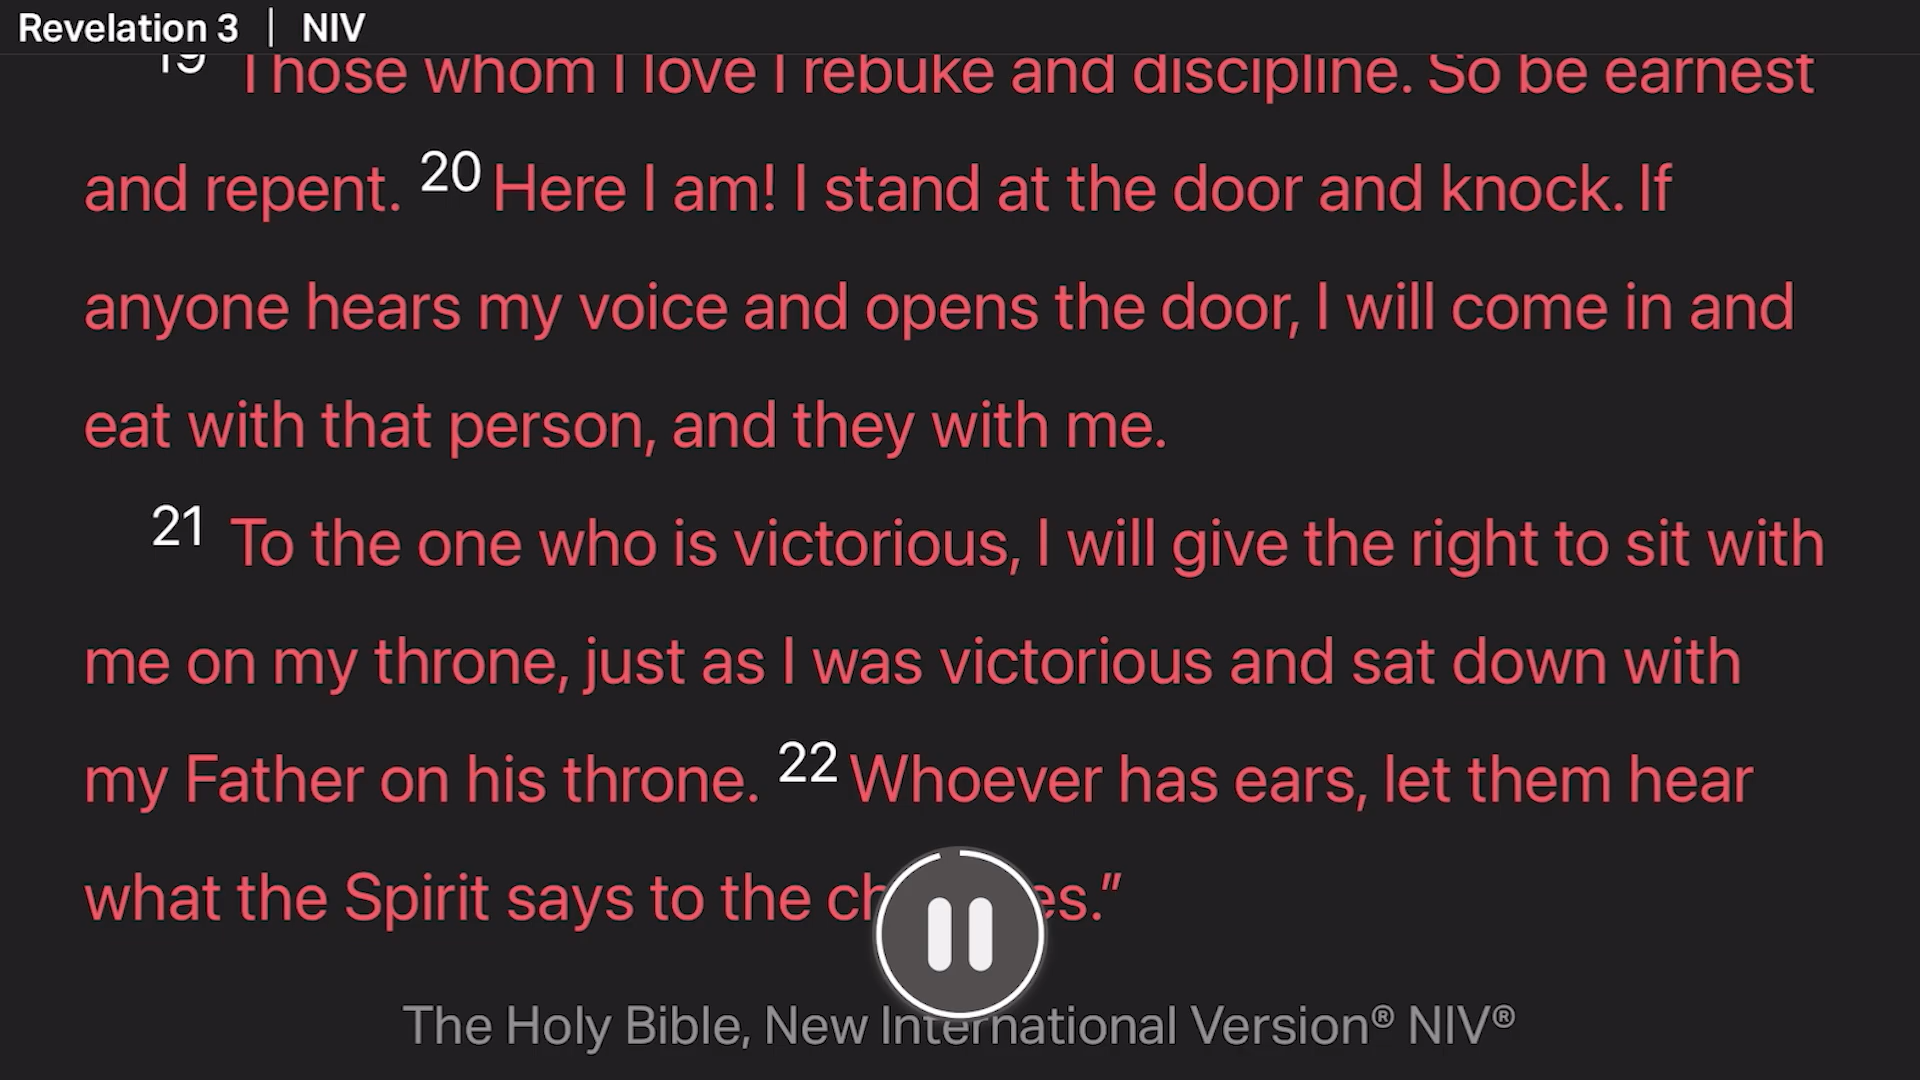 Revelation 3 | NIV
19 Those whom I love I rebuke and discipline. So be earnest
and repent. 20 Here I am! I stand at the door and knock. If
anyone hears my voice and opens the door, I will come in and
eat with that person, and they with me.
21 To the one who is victorious, I will give the right to sit with
me on my throne, just as I was victorious and sat down with
my Father on his throne. 22 Whoever has ears, let them hear
what the Spirit says to the ch es.”
The Holy Bible, New International Version® NIV®